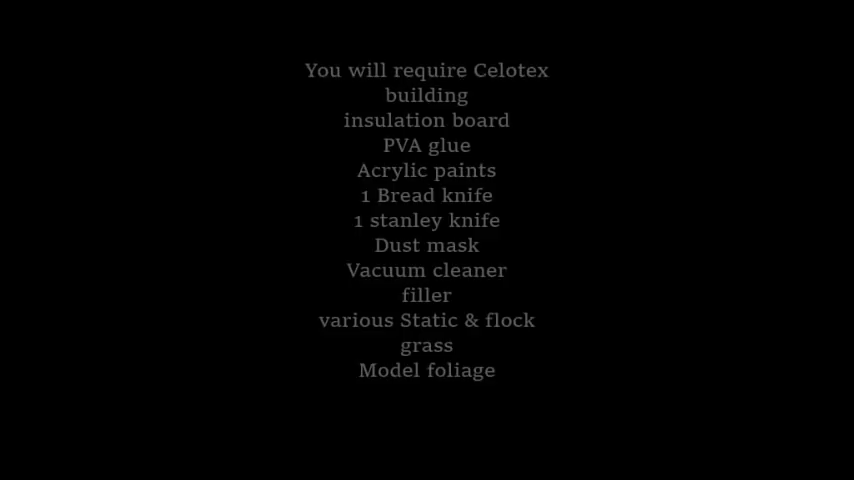 You will require Celotex
building
insulation board
PVA glue
Acrylic paints
1 Bread knife
1 stanley knife
Dust mask
Vacuum cleaner
filler
various Static & flock
grass
Model foliage